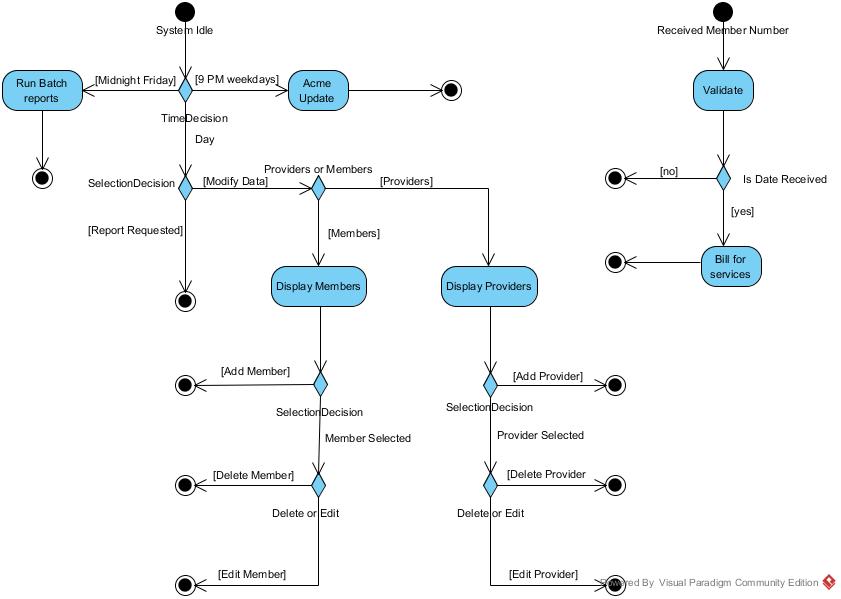 System Idle
Received Member Number
[Midnight Friday]
[9 PM weekdays]
Run Batch
reports
Acme
Update
Validate
TimeDecision
Day
Providers or Members
SelectionDecision
[Modify Data]
[Providers]
[no]
Is Date Received
[Report Requested]
[Members]
[yes]
Display Members
Display Providers
Bill for
services
[Add Member]
[Add Provider]
SelectionDecision
SelectionDecision
Member Selected
Provider Selected
[Delete Member]
[Delete Provider
Delete or Edit
Delete or Edit
[Edit Member]
[Edit Provider]
Powered By Visual Paradigm Community Edition